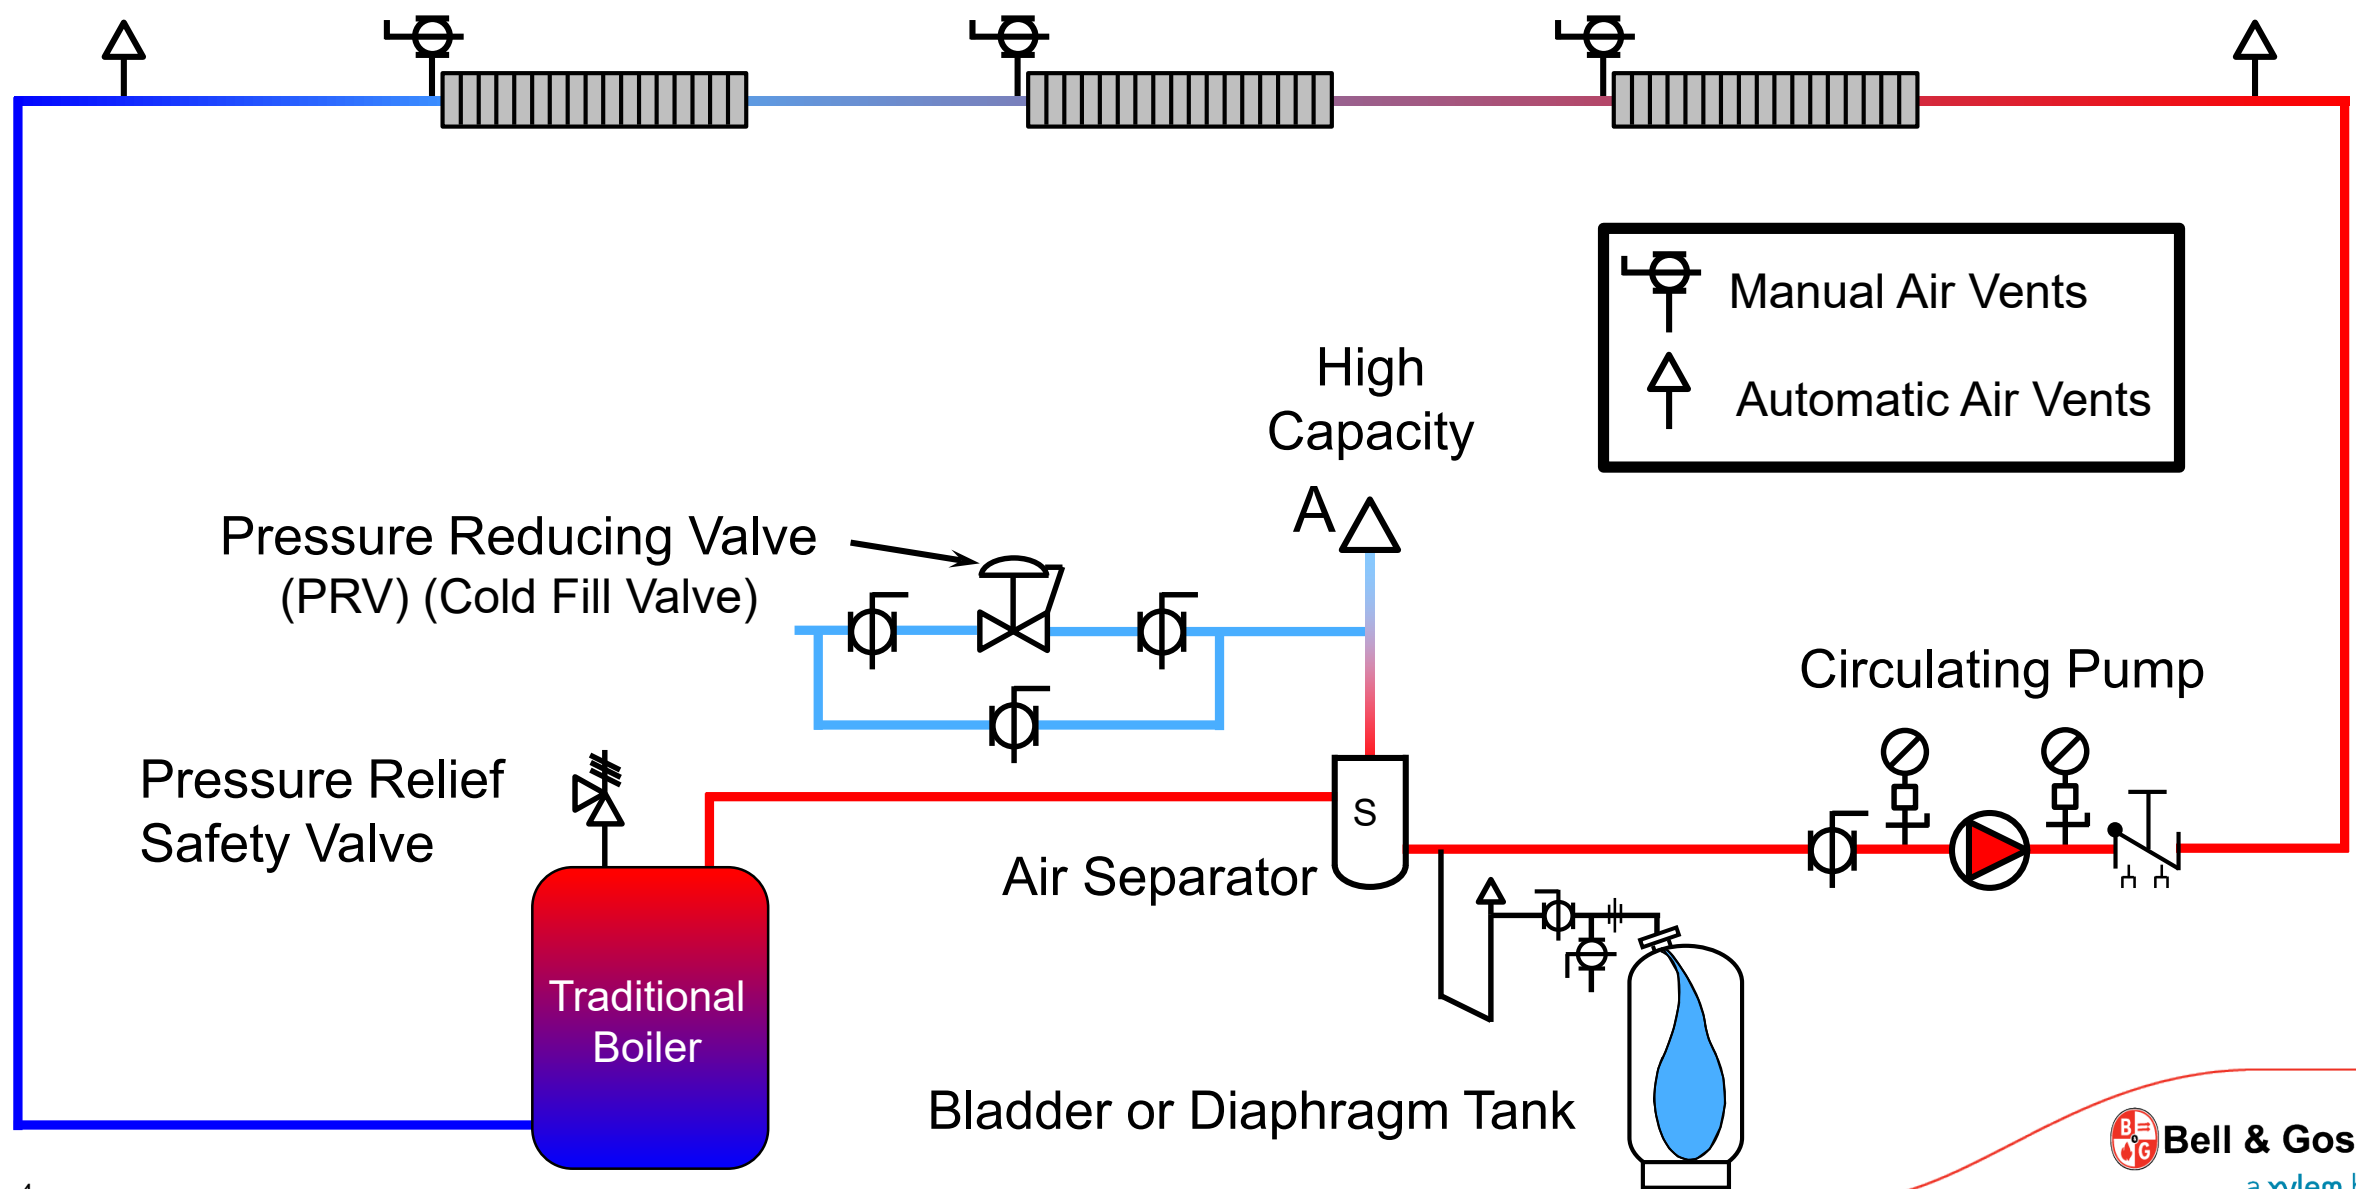 Manual Air Vents
Automatic Air Vents
High
Capacity
A
Pressure Reducing Valve
(PRV) (Cold Fill Valve)
Circulating Pump
Pressure Relief
Safety Valve
S
Air Separator
Traditional
Boiler
Bladder or Diaphragm Tank
B G
Bell & Gos
a xylem